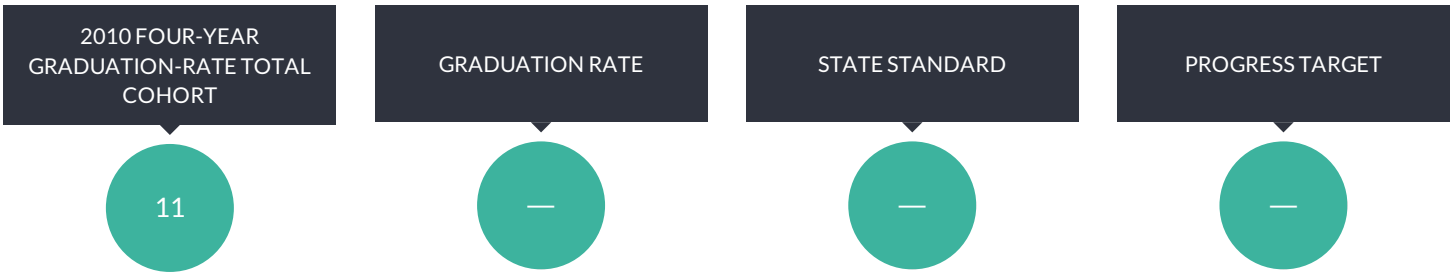 2010 FOUR-YEAR
GRADUATION-RATE TOTAL
COHORT
11
GRADUATION RATE
—
STATE STANDARD
—
PROGRESS TARGET
—